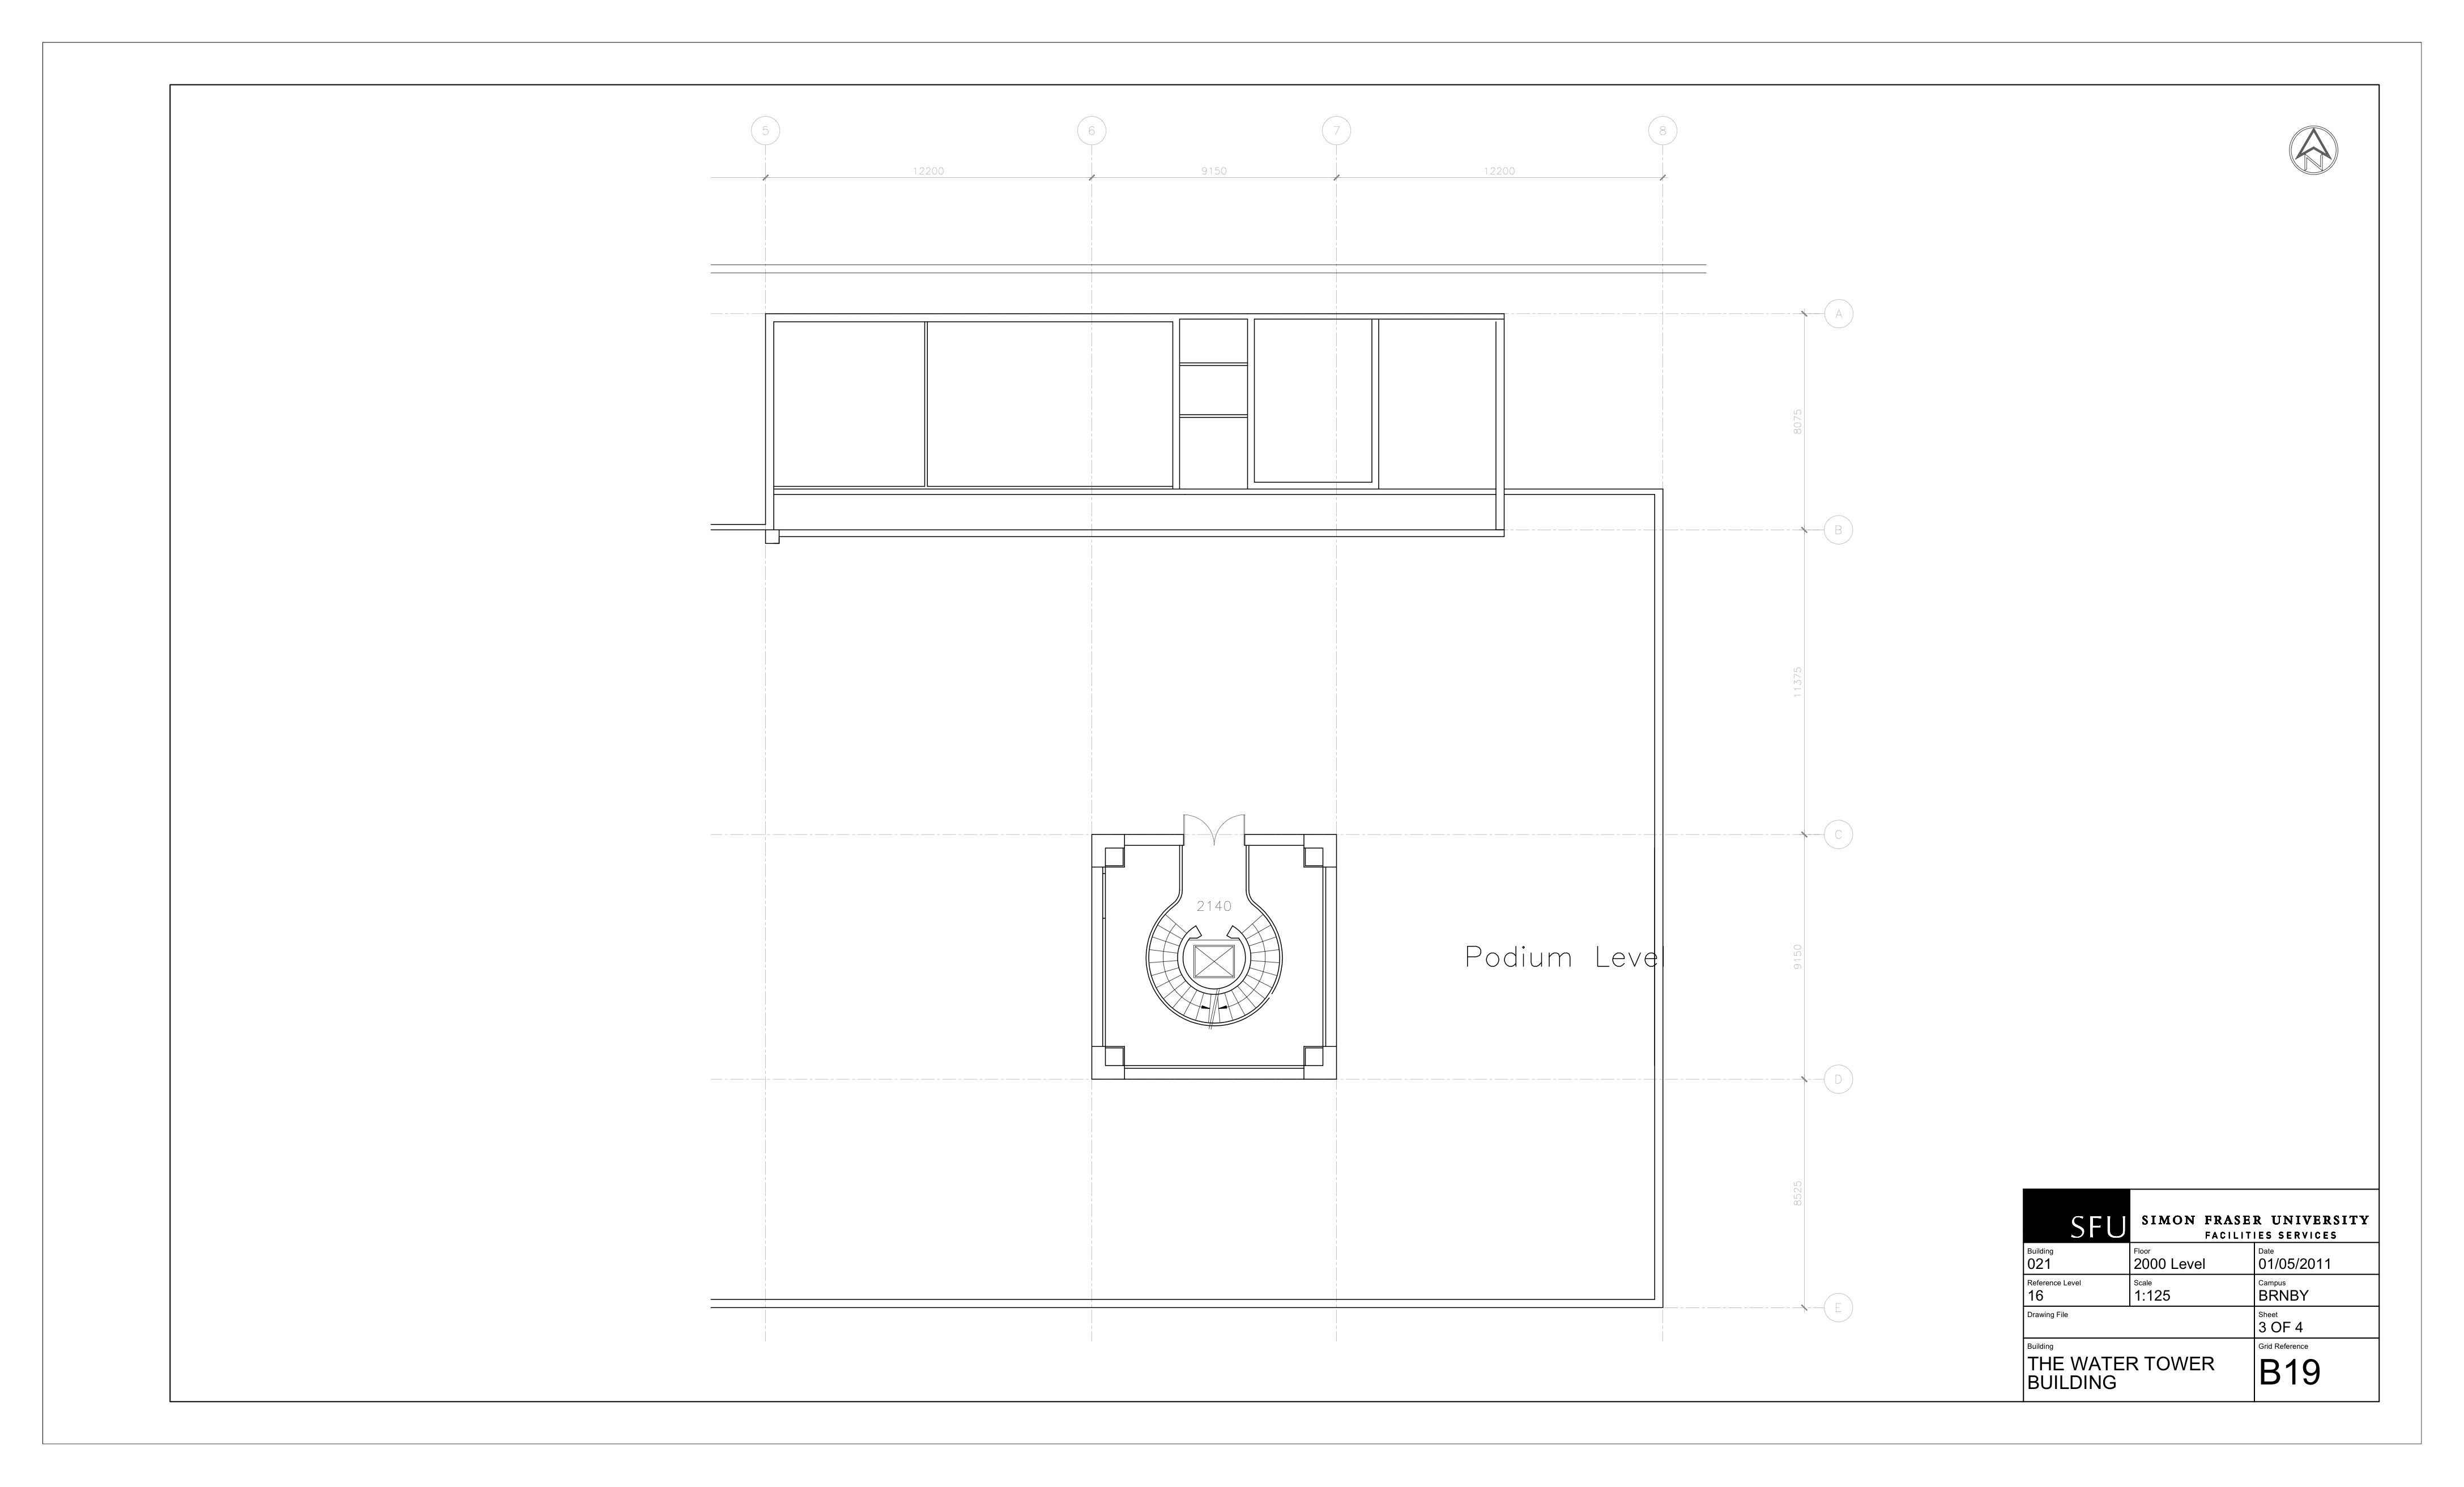 5 6 7 8
12200 9150 12200
N
A
8075
B
11375
C
2140
Podium Level
9150
D
8525
E
SFU SIMON FRASER UNIVERSITY
FACILITIES SERVICES
Building Floor Date
021 2000 Level 01/05/2011
Reference Level Scale Campus
16 1:125 BRNBY
Drawing File Sheet
3 OF 4
Building Grid Reference
THE WATER TOWER
BUILDING
B19